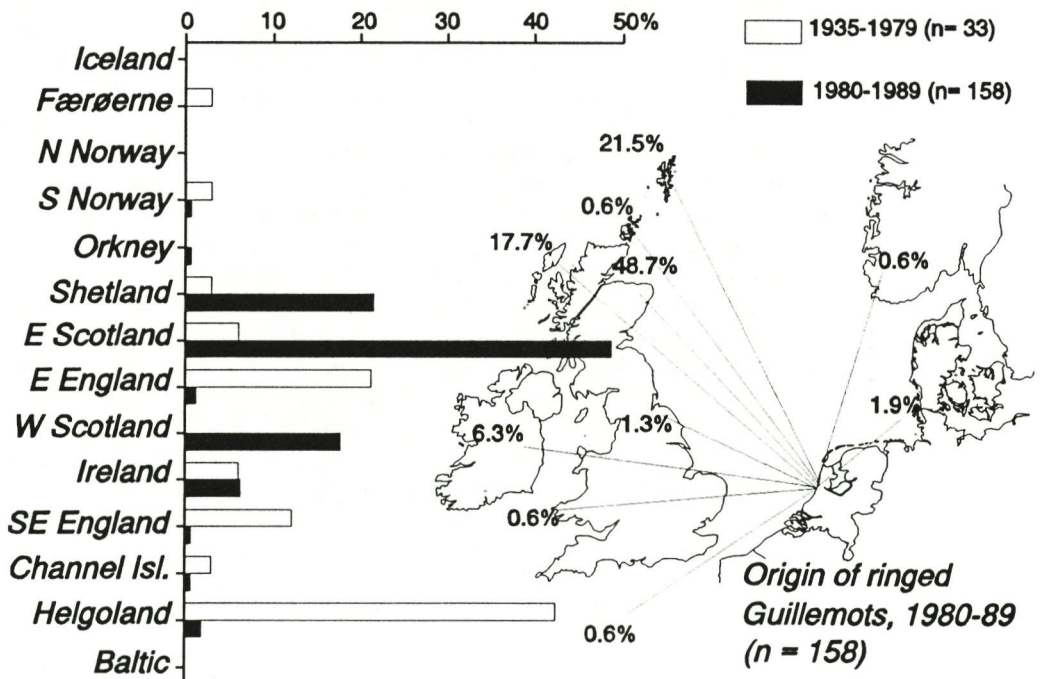 0 10 20 30 40 50%
1935-1979 (n= 33)
1980-1989 (n= 158)
Iceland
Færøerne
N Norway
S Norway
Orkney
Shetland
E Scotland
E England
W Scotland
Ireland
SE England
Channel Isl.
Helgoland
Baltic
21.5%
0.6%
17.7%
48.7%
0.6%
1.9%
1.3%
6.3%
0.6%
0.6%
Origin of ringed
Guillemots, 1980-89
(n = 158)